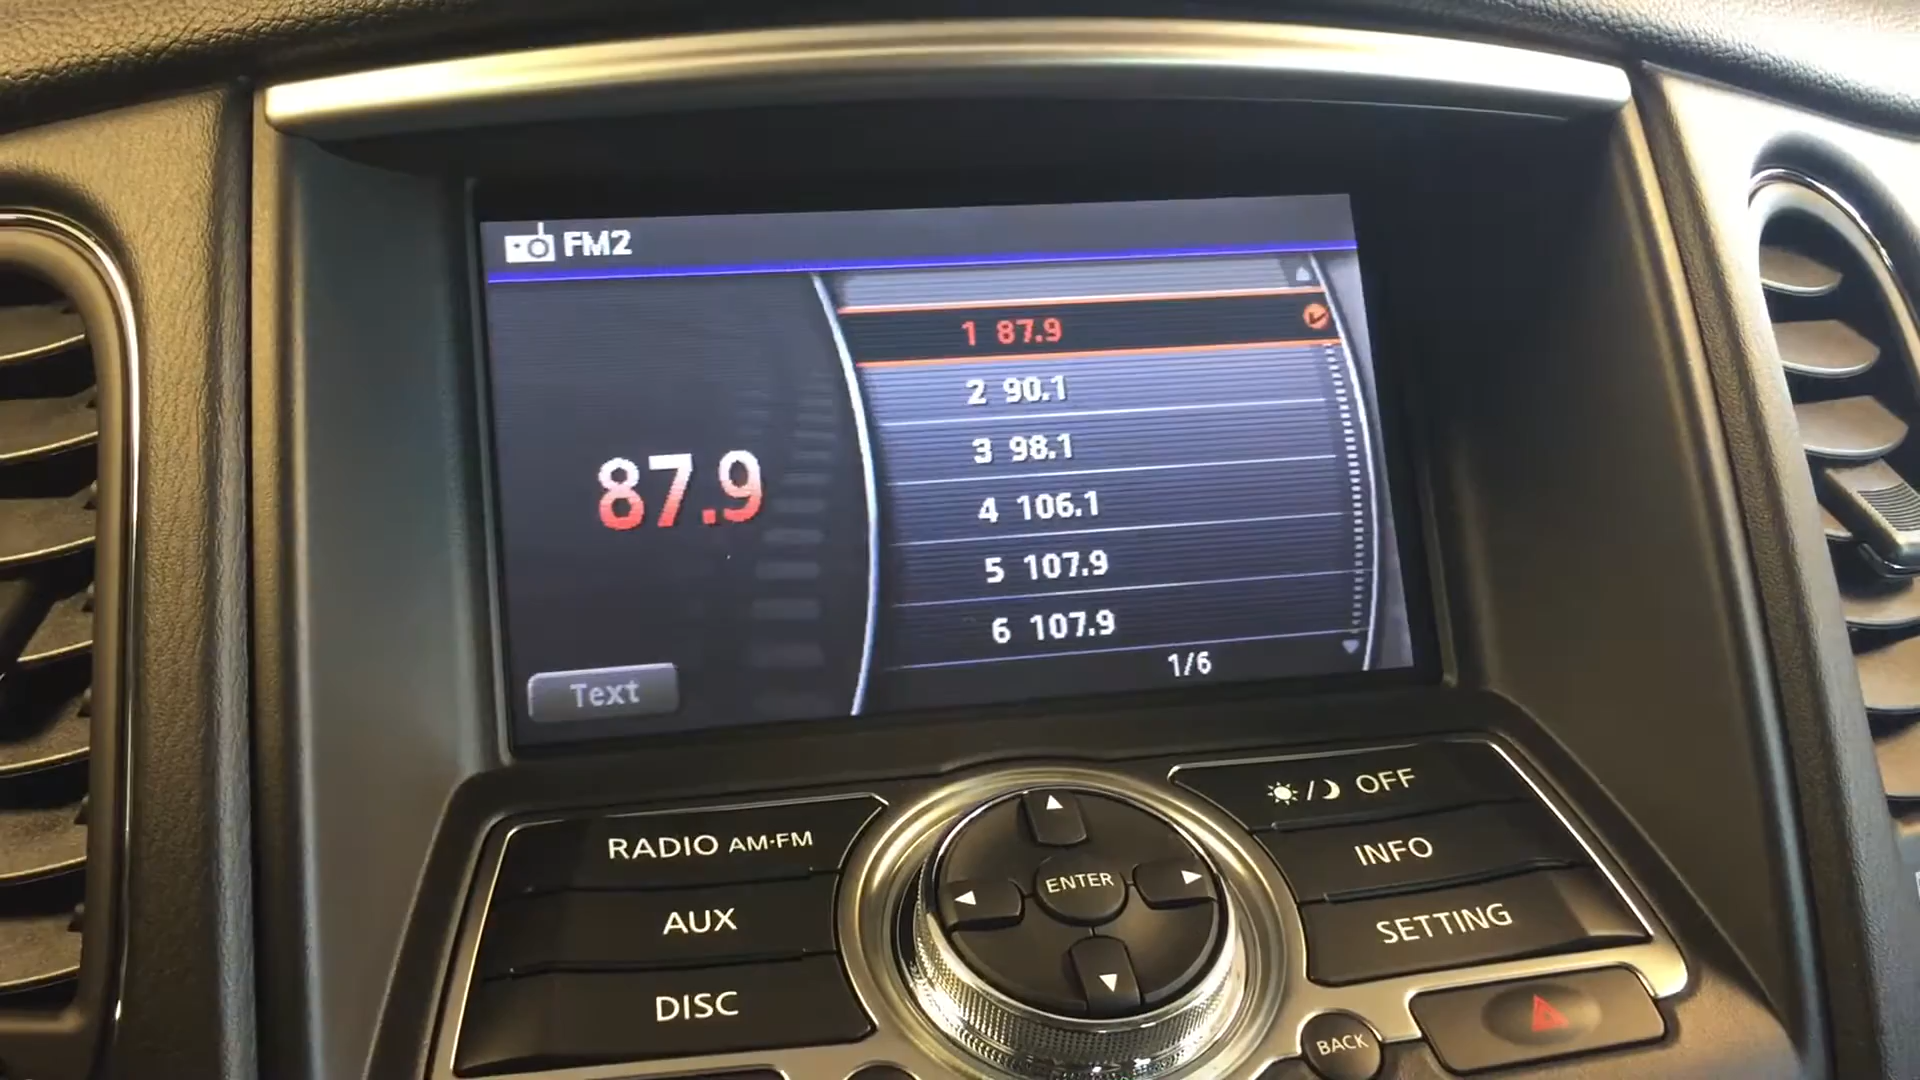 FM2
87.9
1 87.9
2 90.1
3 98.1
4 106.1
5 107.9
6 107.9
1/6
Text
RADIO AM·FM
AUX
DISC
ENTER
/ OFF
INFO
SETTING
BACK